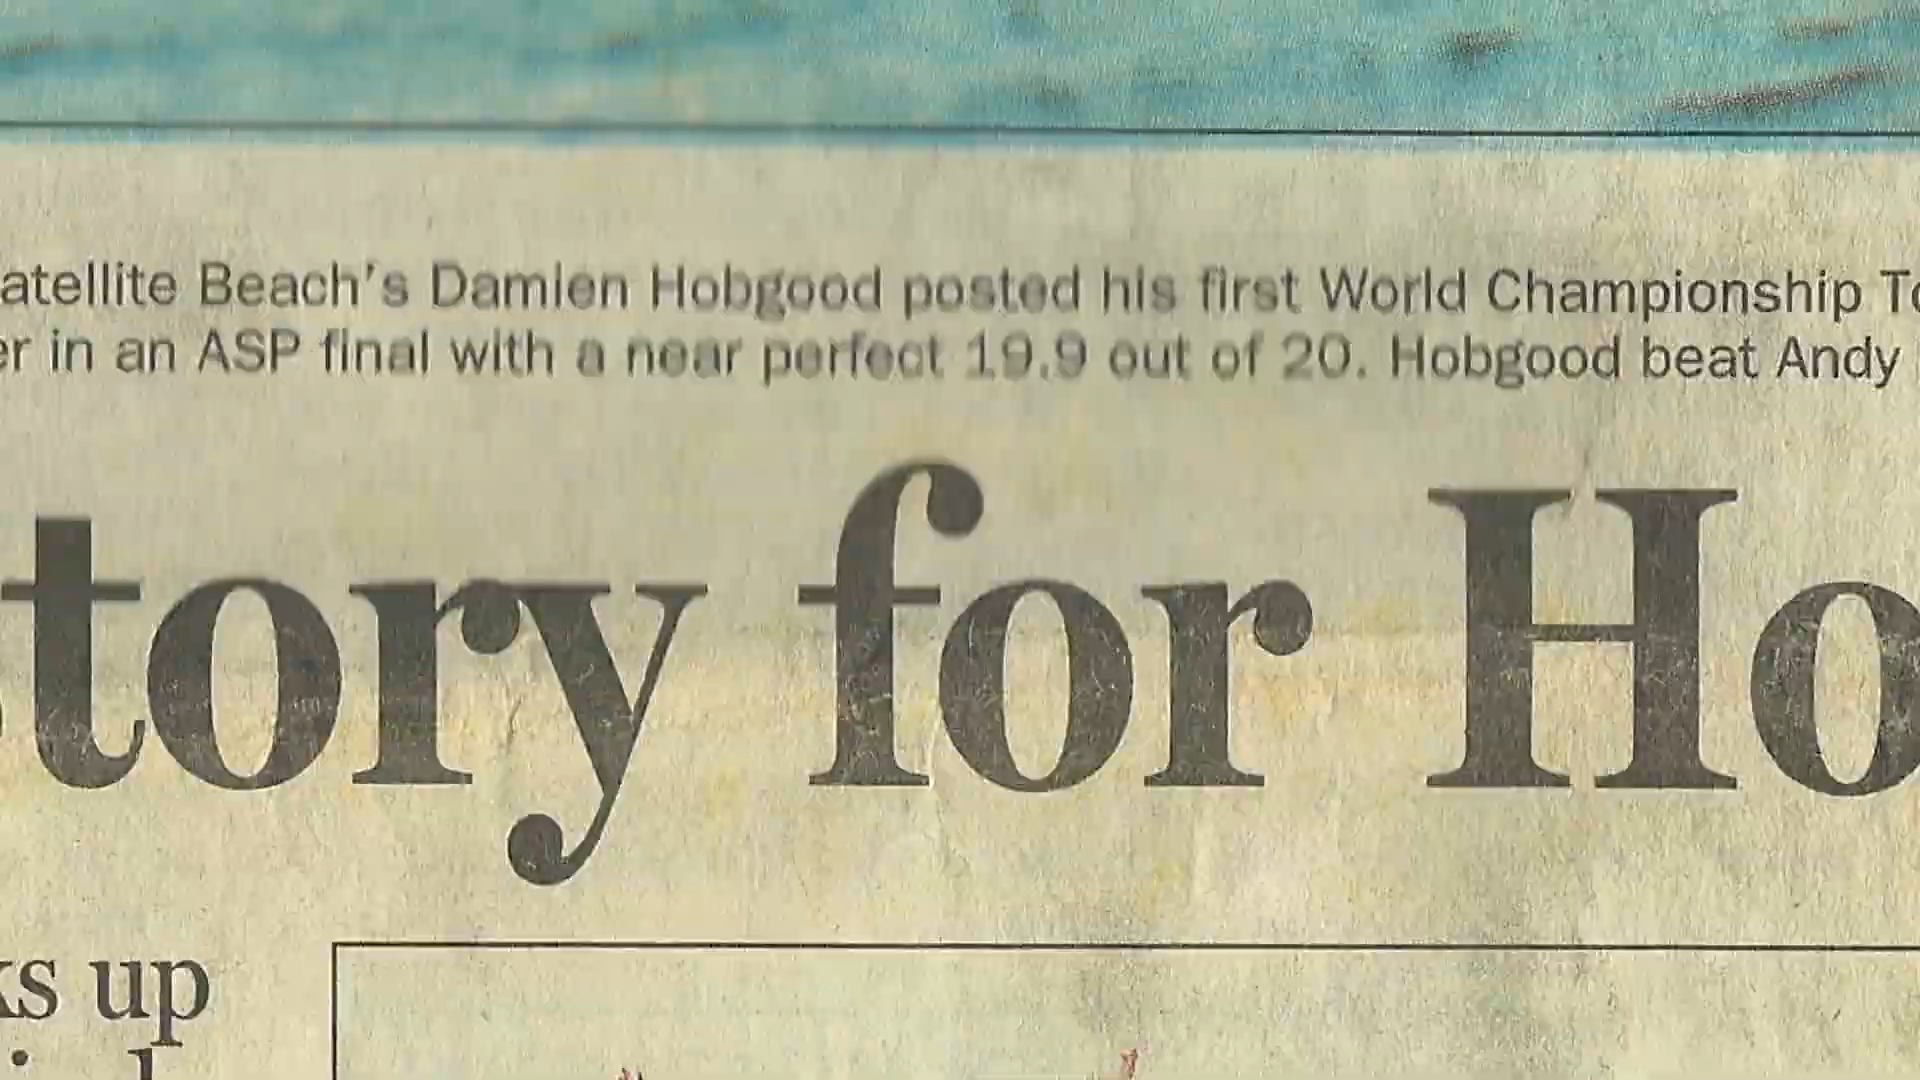 atellite Beach's Damien Hobgood posted his first World Championship To
er in an ASP final with a near perfect 19.9 out of 20. Hobgood beat Andy
story for Ho
ks up